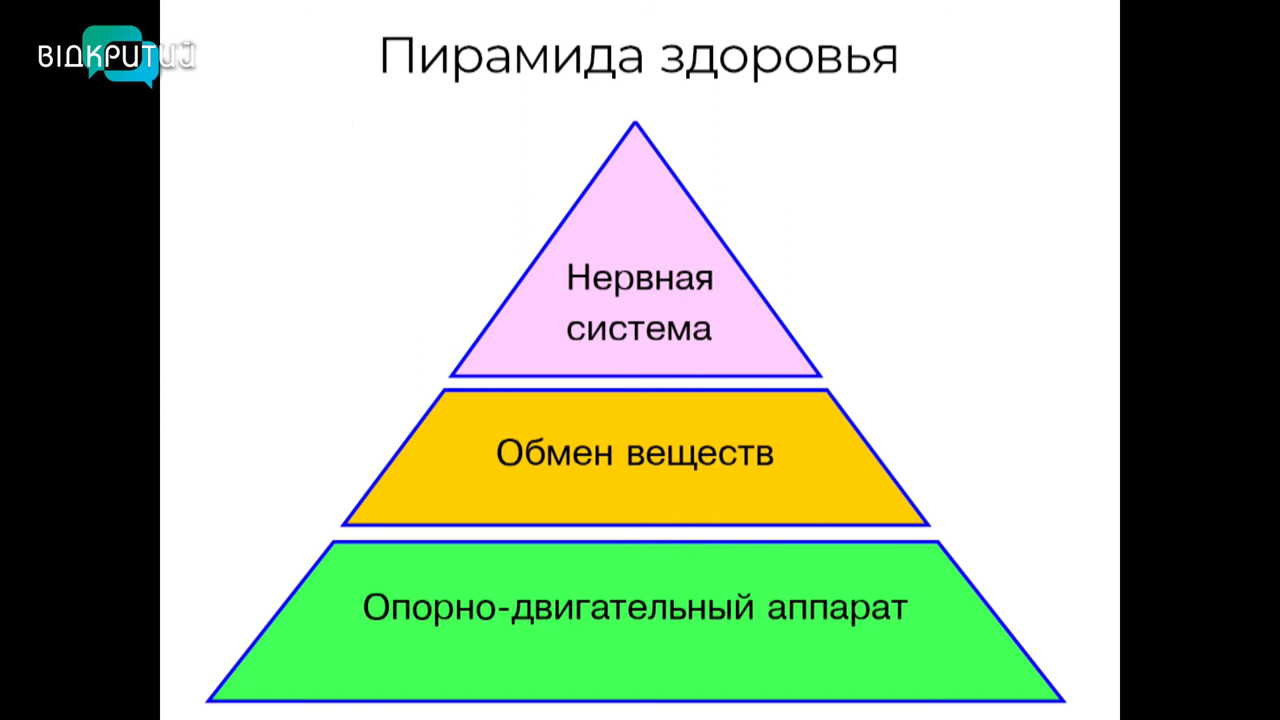 ВІДКРИТИЙ
Пирамида здоровья
Нервная
система
Обмен веществ
Опорно-двигательный аппарат